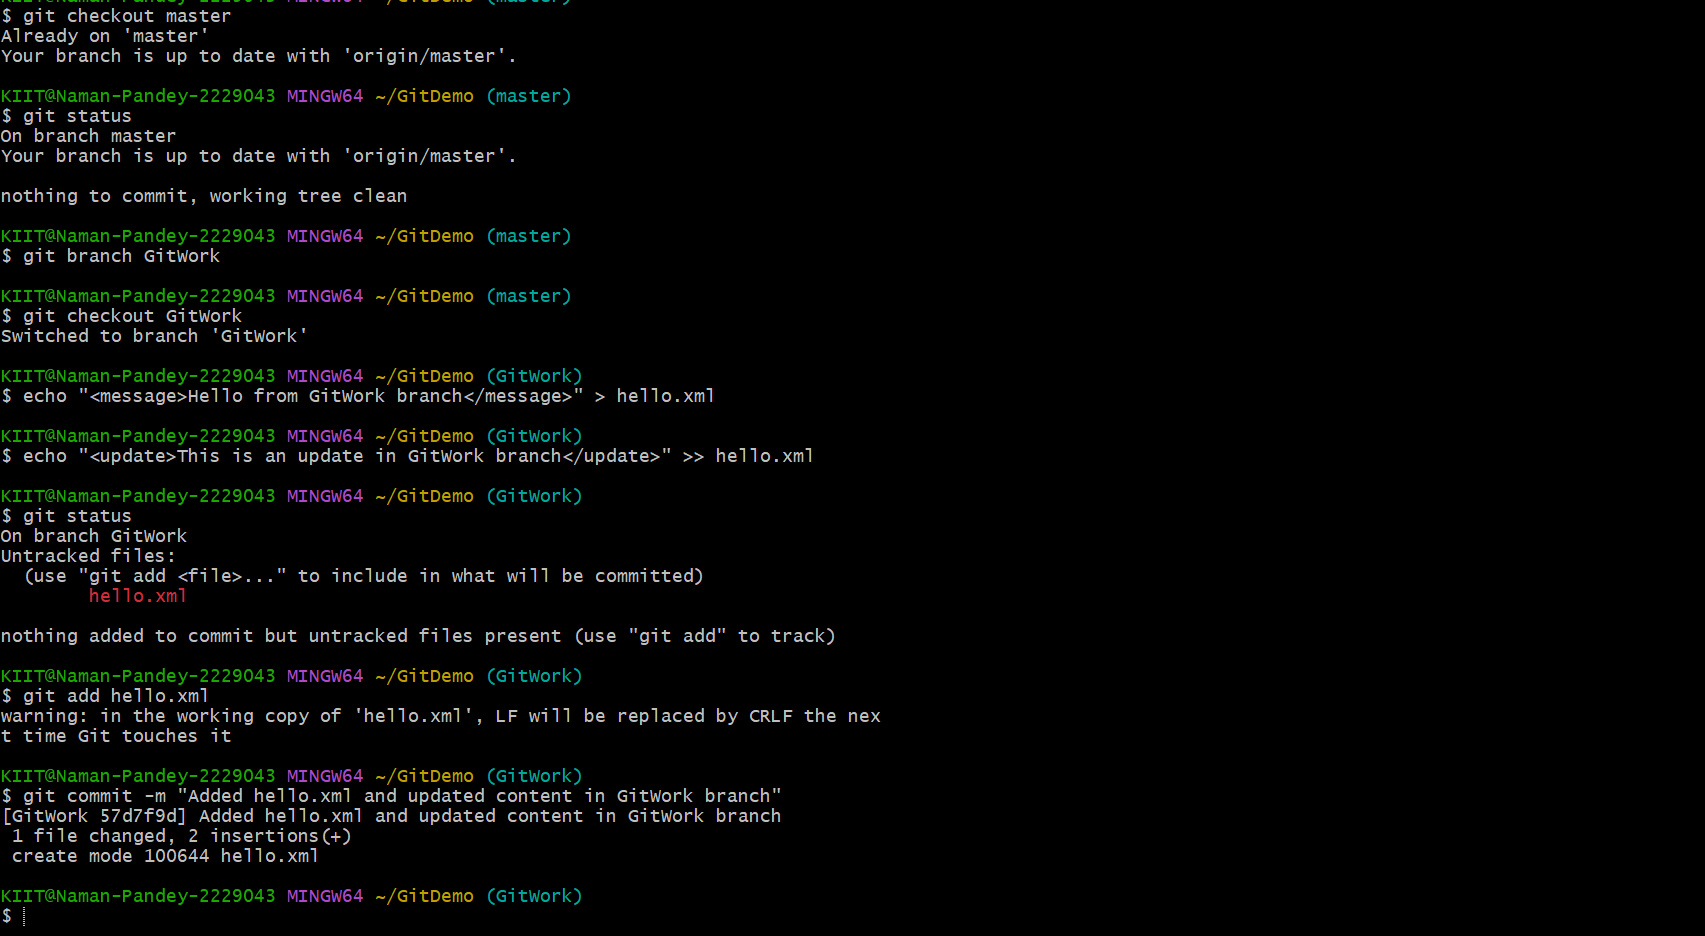 KIIT@Naman-Pandey-2229043 MINGW64 ~/GitDemo (master)
$ git checkout master
Already on 'master'
Your branch is up to date with 'origin/master'.
KIIT@Naman-Pandey-2229043 MINGW64 ~/GitDemo (master)
$ git status
On branch master
Your branch is up to date with 'origin/master'.
nothing to commit, working tree clean
KIIT@Naman-Pandey-2229043 MINGW64 ~/GitDemo (master)
$ git branch GitWork
KIIT@Naman-Pandey-2229043 MINGW64 ~/GitDemo (master)
$ git checkout GitWork
Switched to branch 'GitWork'
KIIT@Naman-Pandey-2229043 MINGW64 ~/GitDemo (GitWork)
$ echo "<message>Hello from GitWork branch</message>" > hello.xml
KIIT@Naman-Pandey-2229043 MINGW64 ~/GitDemo (GitWork)
$ echo "<update>This is an update in GitWork branch</update>" >> hello.xml
KIIT@Naman-Pandey-2229043 MINGW64 ~/GitDemo (GitWork)
$ git status
On branch GitWork
Untracked files:
  (use "git add <file>..." to include in what will be committed)
        hello.xml
nothing added to commit but untracked files present (use "git add" to track)
KIIT@Naman-Pandey-2229043 MINGW64 ~/GitDemo (GitWork)
$ git add hello.xml
warning: in the working copy of 'hello.xml', LF will be replaced by CRLF the nex
t time Git touches it
KIIT@Naman-Pandey-2229043 MINGW64 ~/GitDemo (GitWork)
$ git commit -m "Added hello.xml and updated content in GitWork branch"
[GitWork 57d7f9d] Added hello.xml and updated content in GitWork branch
 1 file changed, 2 insertions(+)
 create mode 100644 hello.xml
KIIT@Naman-Pandey-2229043 MINGW64 ~/GitDemo (GitWork)
$